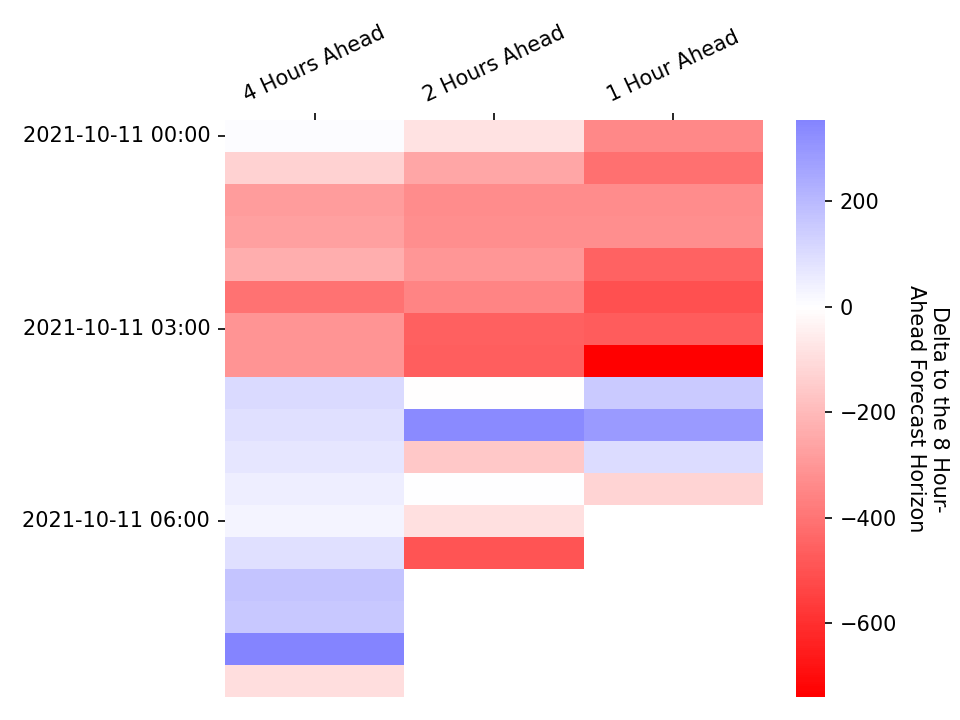 4 Hours Ahead
2 Hours Ahead
1 Hour Ahead
2021-10-11 00:00
2021-10-11 03:00
2021-10-11 06:00
200
0
−200
−400
−600
Delta to the 8 Hour-
Ahead Forecast Horizon